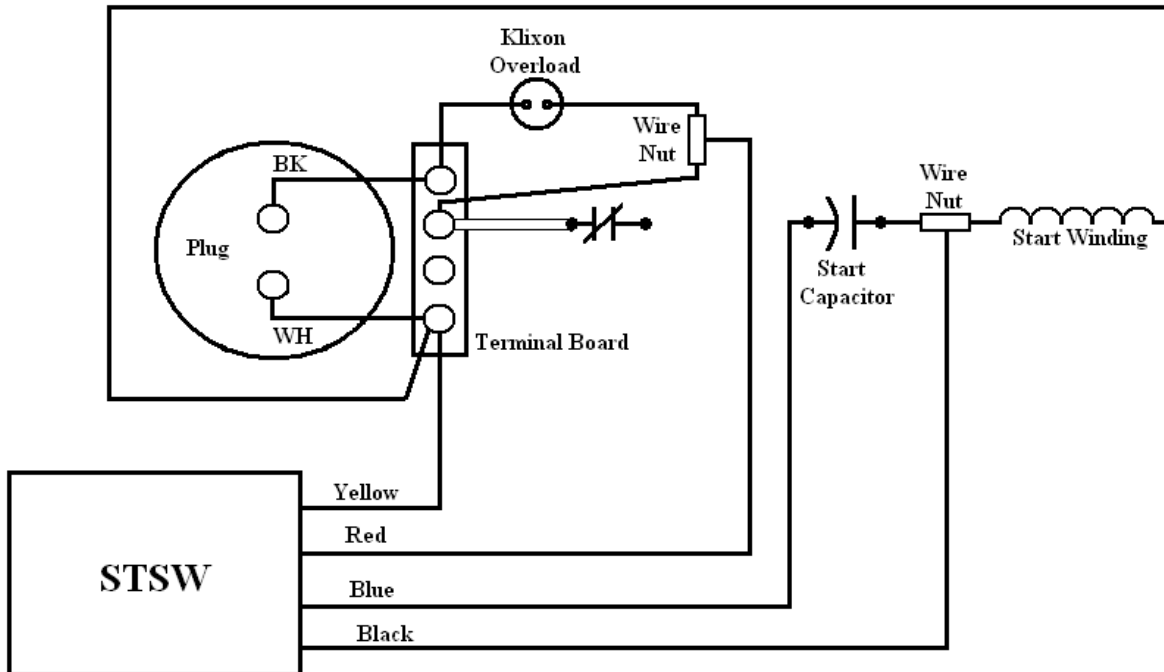 Klixon
Overload
Wire
Nut
BK
Plug
WH
Terminal Board
Wire
Nut
Start Winding
Start
Capacitor
Yellow
Red
STSW
Blue
Black